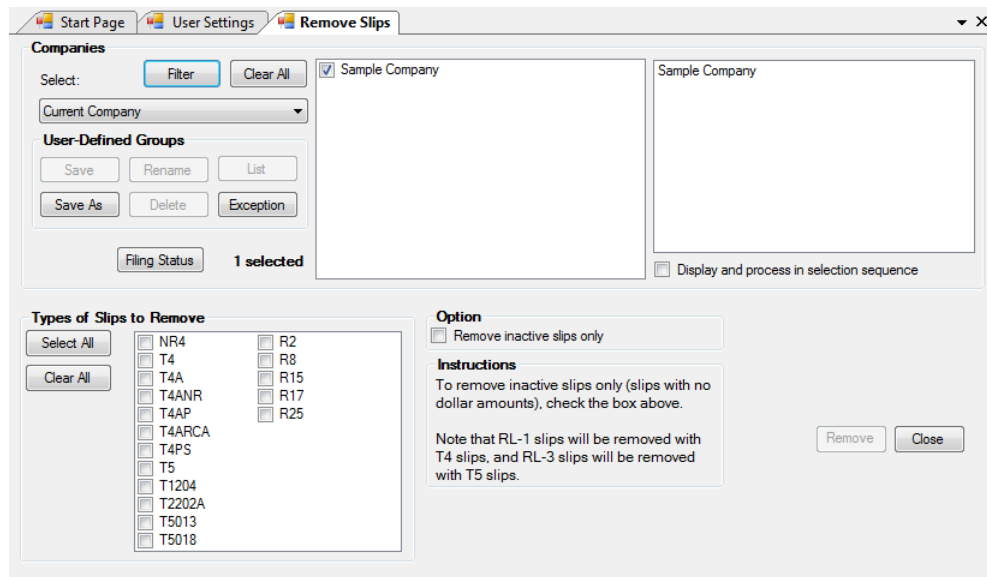 Start Page
User Settings
Remove Slips
Companies
Select:
Filter
Clear All
Current Company
User-Defined Groups
Save
Rename
List
Save As
Delete
Exception
Filing Status
1 selected
Sample Company
Sample Company
Display and process in selection sequence
Types of Slips to Remove
Select All
Clear All
NR4
T4
T4A
T4ANR
T4AP
T4ARCA
T4PS
T5
T1204
T2202A
T5013
T5018
R2
R8
R15
R17
R25
Option
Remove inactive slips only
Instructions
To remove inactive slips only (slips with no
dollar amounts), check the box above.
Note that RL-1 slips will be removed with
T4 slips, and RL-3 slips will be removed
with T5 slips.
Remove
Close